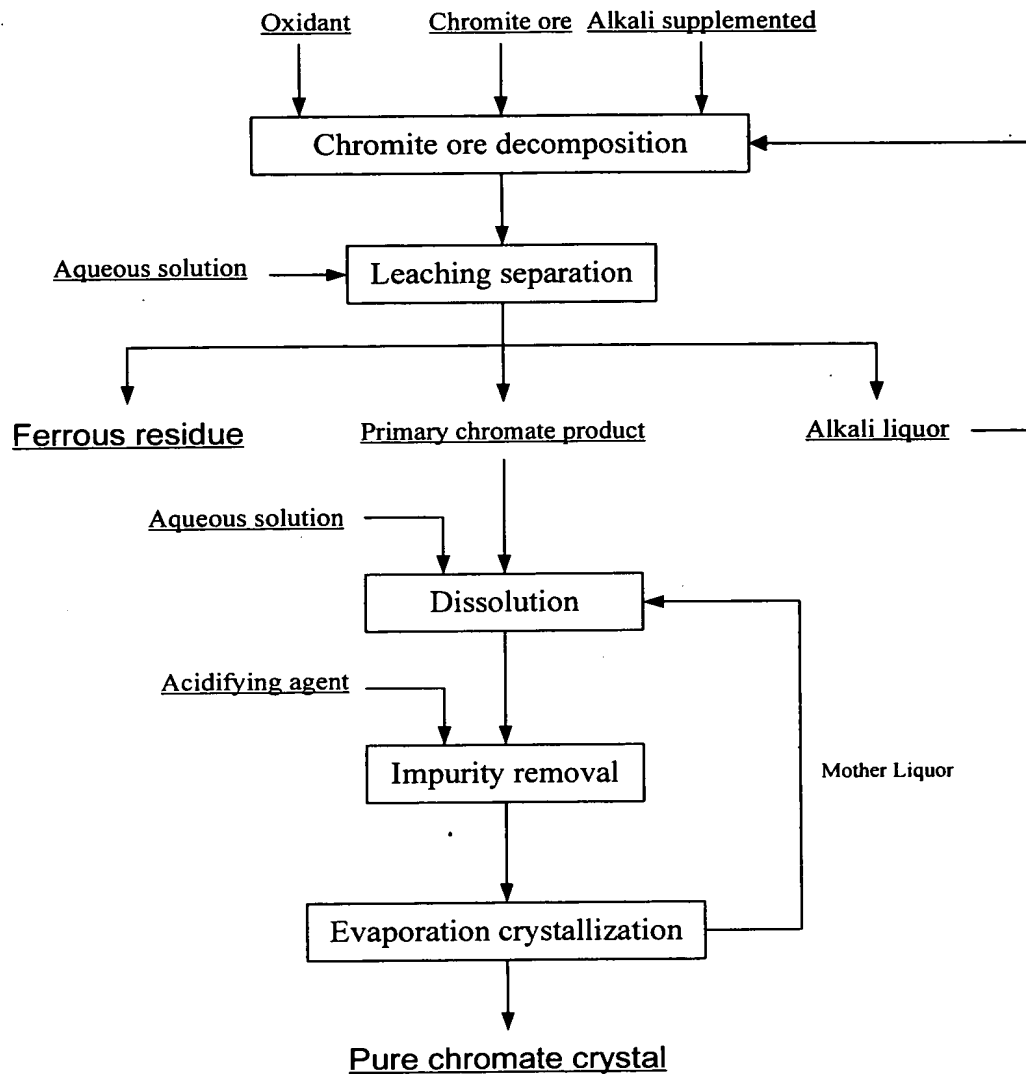 Oxidant
Chromite ore
Alkali supplemented
Chromite ore decomposition
Aqueous solution
Leaching separation
Ferrous residue
Primary chromate product
Alkali liquor
Aqueous solution
Dissolution
Acidifying agent
Impurity removal
Mother Liquor
Evaporation crystallization
Pure chromate crystal